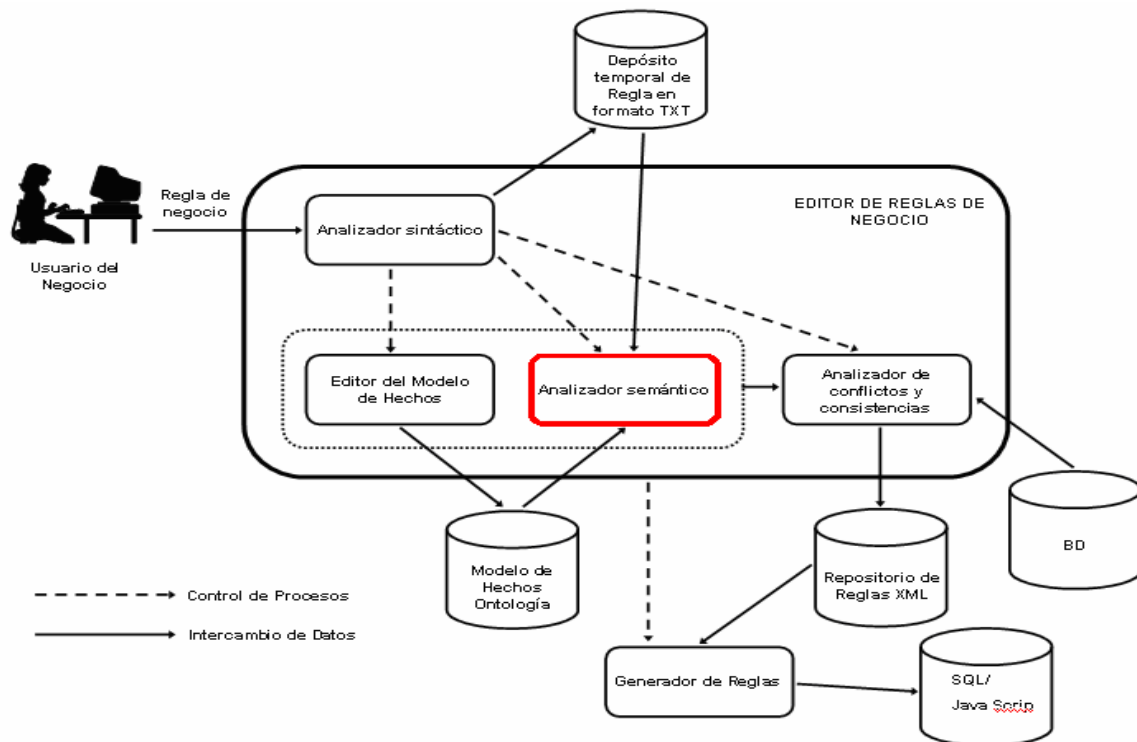 Depósito
temporal de
Regla en
formato TXT
EDITOR DE REGLAS DE
NEGOCIO
Regla de
negocio
Analizador sintáctico
Usuario del
Negocio
Editor del Modelo
de Hechos
Analizador semántico
Analizador de
conflictos y
consistencias
BD
Modelo de
Hechos
Ontología
Repositorio de
Reglas XML
Control de Procesos
Intercambio de Datos
Generador de Reglas
SQL/
Java Scrip